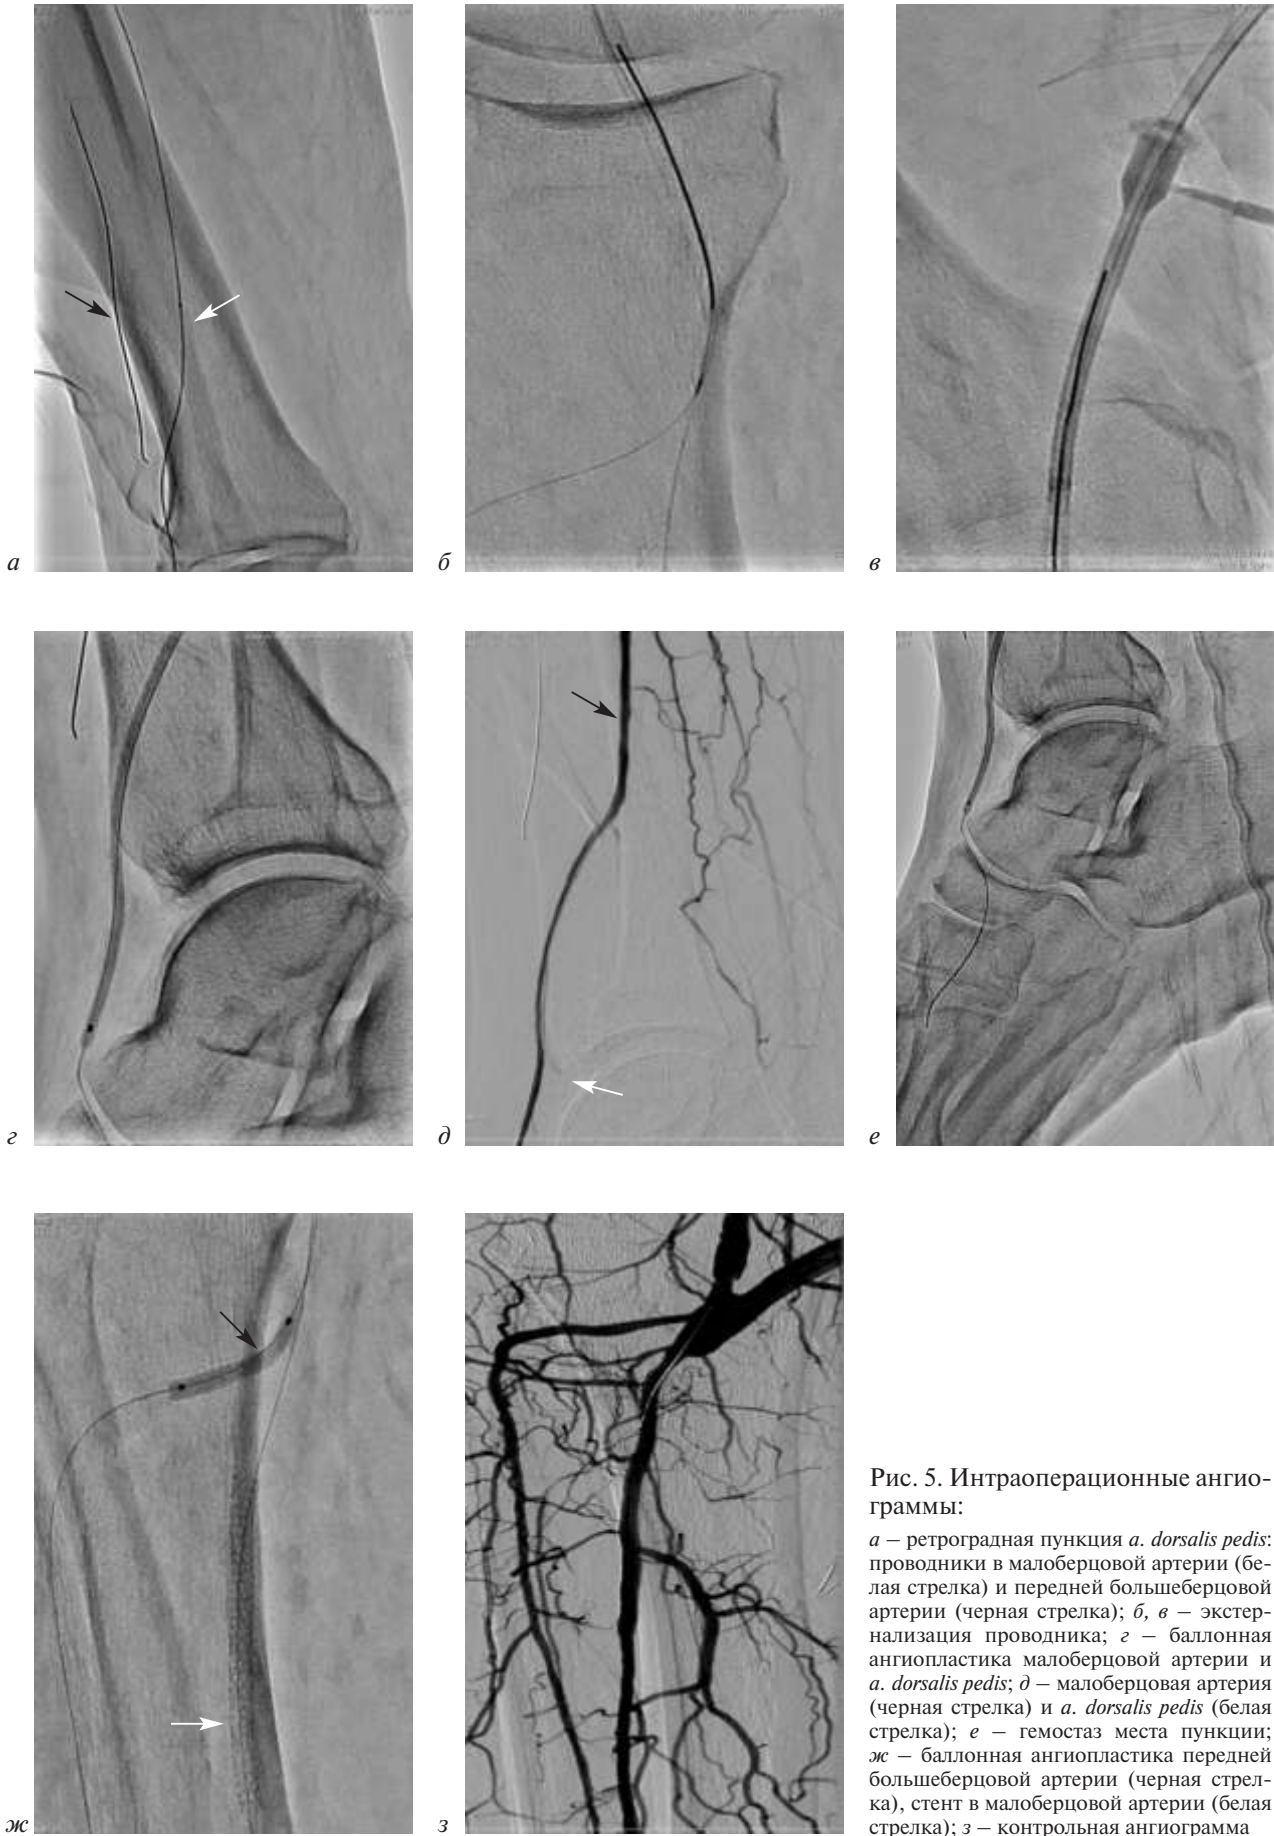 а
б
в
г
д
е
ж
з
Рис. 5. Интраоперационные ангио-
граммы:
а – ретроградная пункция a. dorsalis pedis:
проводники в малоберцовой артерии (бе-
лая стрелка) и передней большеберцовой
артерии (черная стрелка); б, в – экстер-
нализация проводника; г – баллонная
ангиопластика малоберцовой артерии и
a. dorsalis pedis; д – малоберцовая артерия
(черная стрелка) и a. dorsalis pedis (белая
стрелка); е – гемостаз места пункции;
ж – баллонная ангиопластика передней
большеберцовой артерии (черная стрел-
ка), стент в малоберцовой артерии (белая
стрелка); з – контрольная ангиограмма